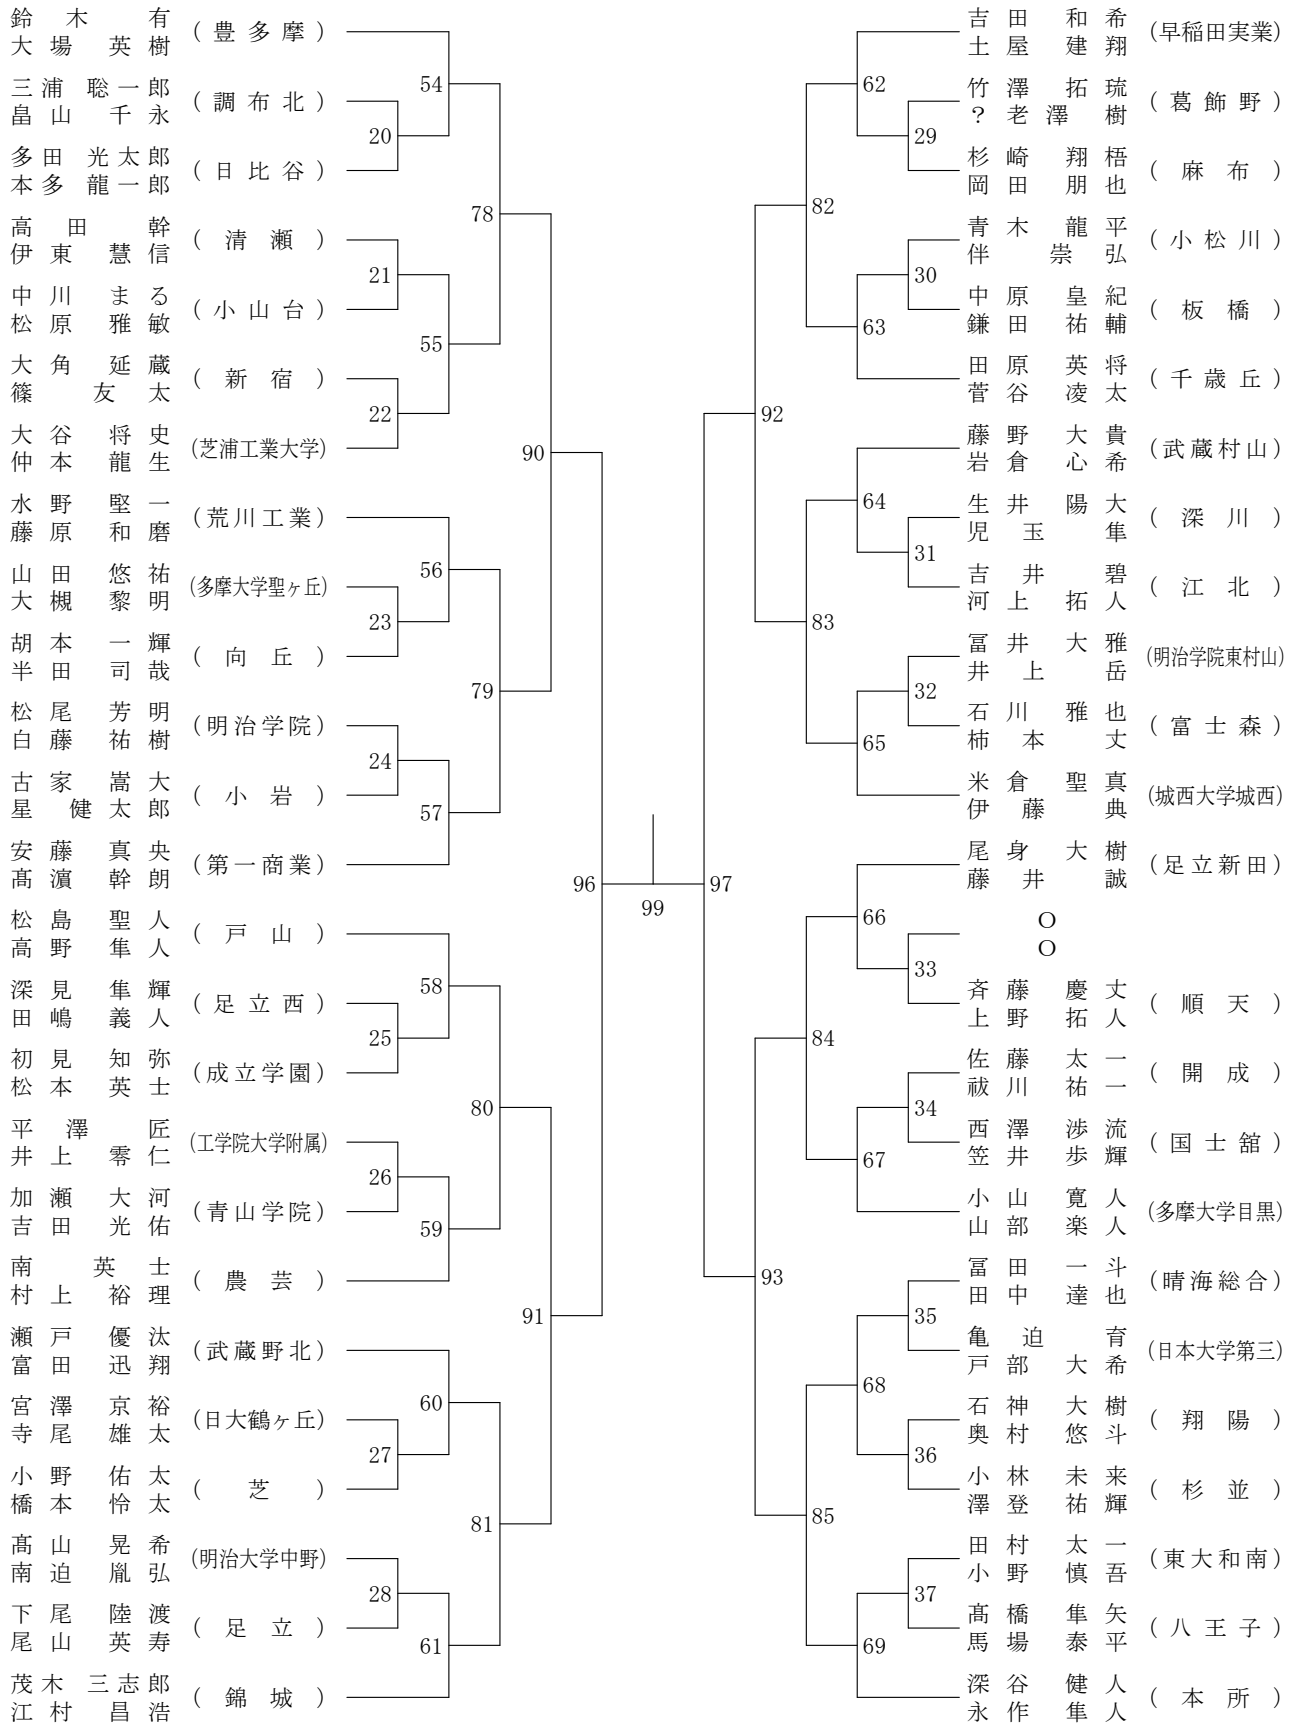 鈴木 有
大場 英樹
(豊多摩)
三浦 聡一郎
畠山 千永
(調布北)
多田 光太郎
本多 龍一郎
(日比谷)
高田 幹
伊東 慧信
(清瀬)
中川 まる
松原 雅敏
(小山台)
大角 延蔵
篠 友太
(新宿)
大谷 将史
仲本 龍生
(芝浦工業大学)
水野 堅一
藤原 和磨
(荒川工業)
山田 悠祐
大槻 黎明
(多摩大学聖ヶ丘)
胡本 一輝
半田 司哉
(向丘)
松尾 芳明
白藤 祐樹
(明治学院)
古家 嵩大
星 健太郎
(小岩)
安藤 真央
髙濵 幹朗
(第一商業)
松島 聖人
高野 隼人
(戸山)
深見 隼輝
田嶋 義人
(足立西)
初見 知弥
松本 英士
(成立学園)
平澤 匠
井上 零仁
(工学院大学附属)
加瀬 大河
吉田 光佑
(青山学院)
南 英士
村上 裕理
(農芸)
瀬戸 優汰
富田 迅翔
(武蔵野北)
宮澤 京裕
寺尾 雄太
(日大鶴ヶ丘)
小野 佑太
橋本 怜太
(芝)
髙山 晃希
南迫 胤弘
(明治大学中野)
下尾 陸渡
尾山 英寿
(足立)
茂木 三志郎
江村 昌浩
(錦城)
54
20
78
21
55
22
90
56
23
79
24
57
96
58
25
80
26
59
91
60
27
81
28
61
99
97
62
29
82
30
63
92
64
31
83
32
65
66
33
84
34
67
93
35
68
36
85
37
69
吉田 和希
土屋 建翔
(早稲田実業)
竹澤 拓琉
?老澤 樹
(葛飾野)
杉崎 翔梧
岡田 朋也
(麻布)
青木 龍平
伴 崇弘
(小松川)
中原 皇紀
鎌田 祐輔
(板橋)
田原 英将
菅谷 凌太
(千歳丘)
藤野 大貴
岩倉 心希
(武蔵村山)
生井 陽大
児玉 隼
(深川)
吉井 碧
河上 拓人
(江北)
冨井 大雅
井上 岳
(明治学院東村山)
石川 雅也
柿本 丈
(富士森)
米倉 聖真
伊藤 典
(城西大学城西)
尾身 大樹
藤井 誠
(足立新田)
O
O
斉藤 慶丈
上野 拓人
(順天)
佐藤 太一
祓川 祐一
(開成)
西澤 渉流
笠井 歩輝
(国士舘)
小山 寛人
山部 楽人
(多摩大学目黒)
冨田 一斗
田中 達也
(晴海総合)
亀迫 育
戸部 大希
(日本大学第三)
石神 大樹
奥村 悠斗
(翔陽)
小林 未来
澤登 祐輝
(杉並)
田村 太一
小野 慎吾
(東大和南)
髙橋 隼矢
馬場 泰平
(八王子)
深谷 健人
永作 隼人
(本所)